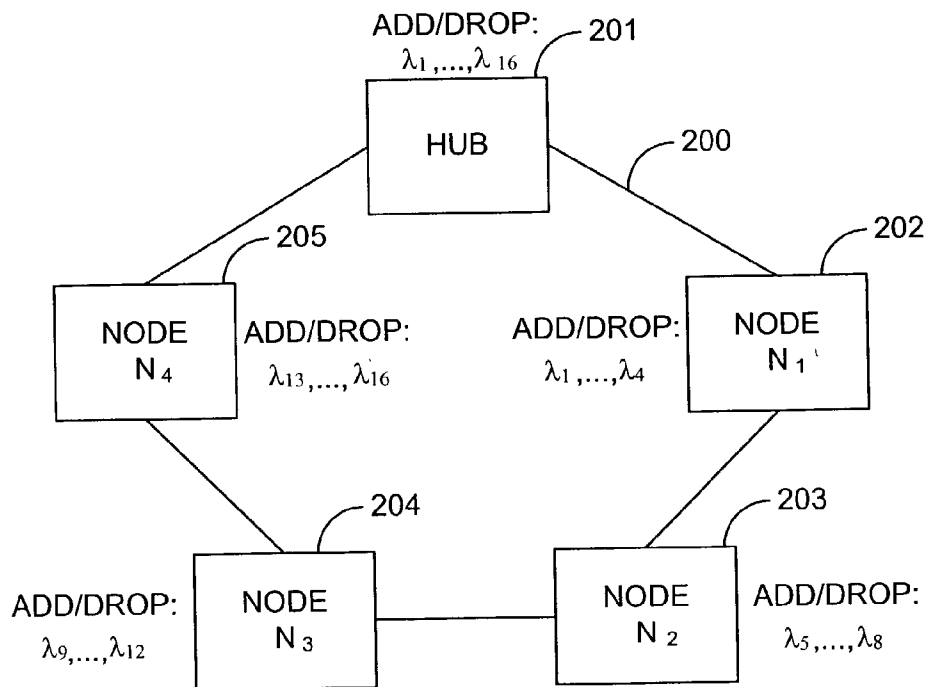 ADD/DROP:
λ1,...,λ16
201
HUB
200
205
202
NODE
N4
ADD/DROP:
λ13,...,λ16
ADD/DROP:
λ1,...,λ4
NODE
N1
204
203
ADD/DROP:
λ9,...,λ12
NODE
N3
NODE
N2
ADD/DROP:
λ5,...,λ8